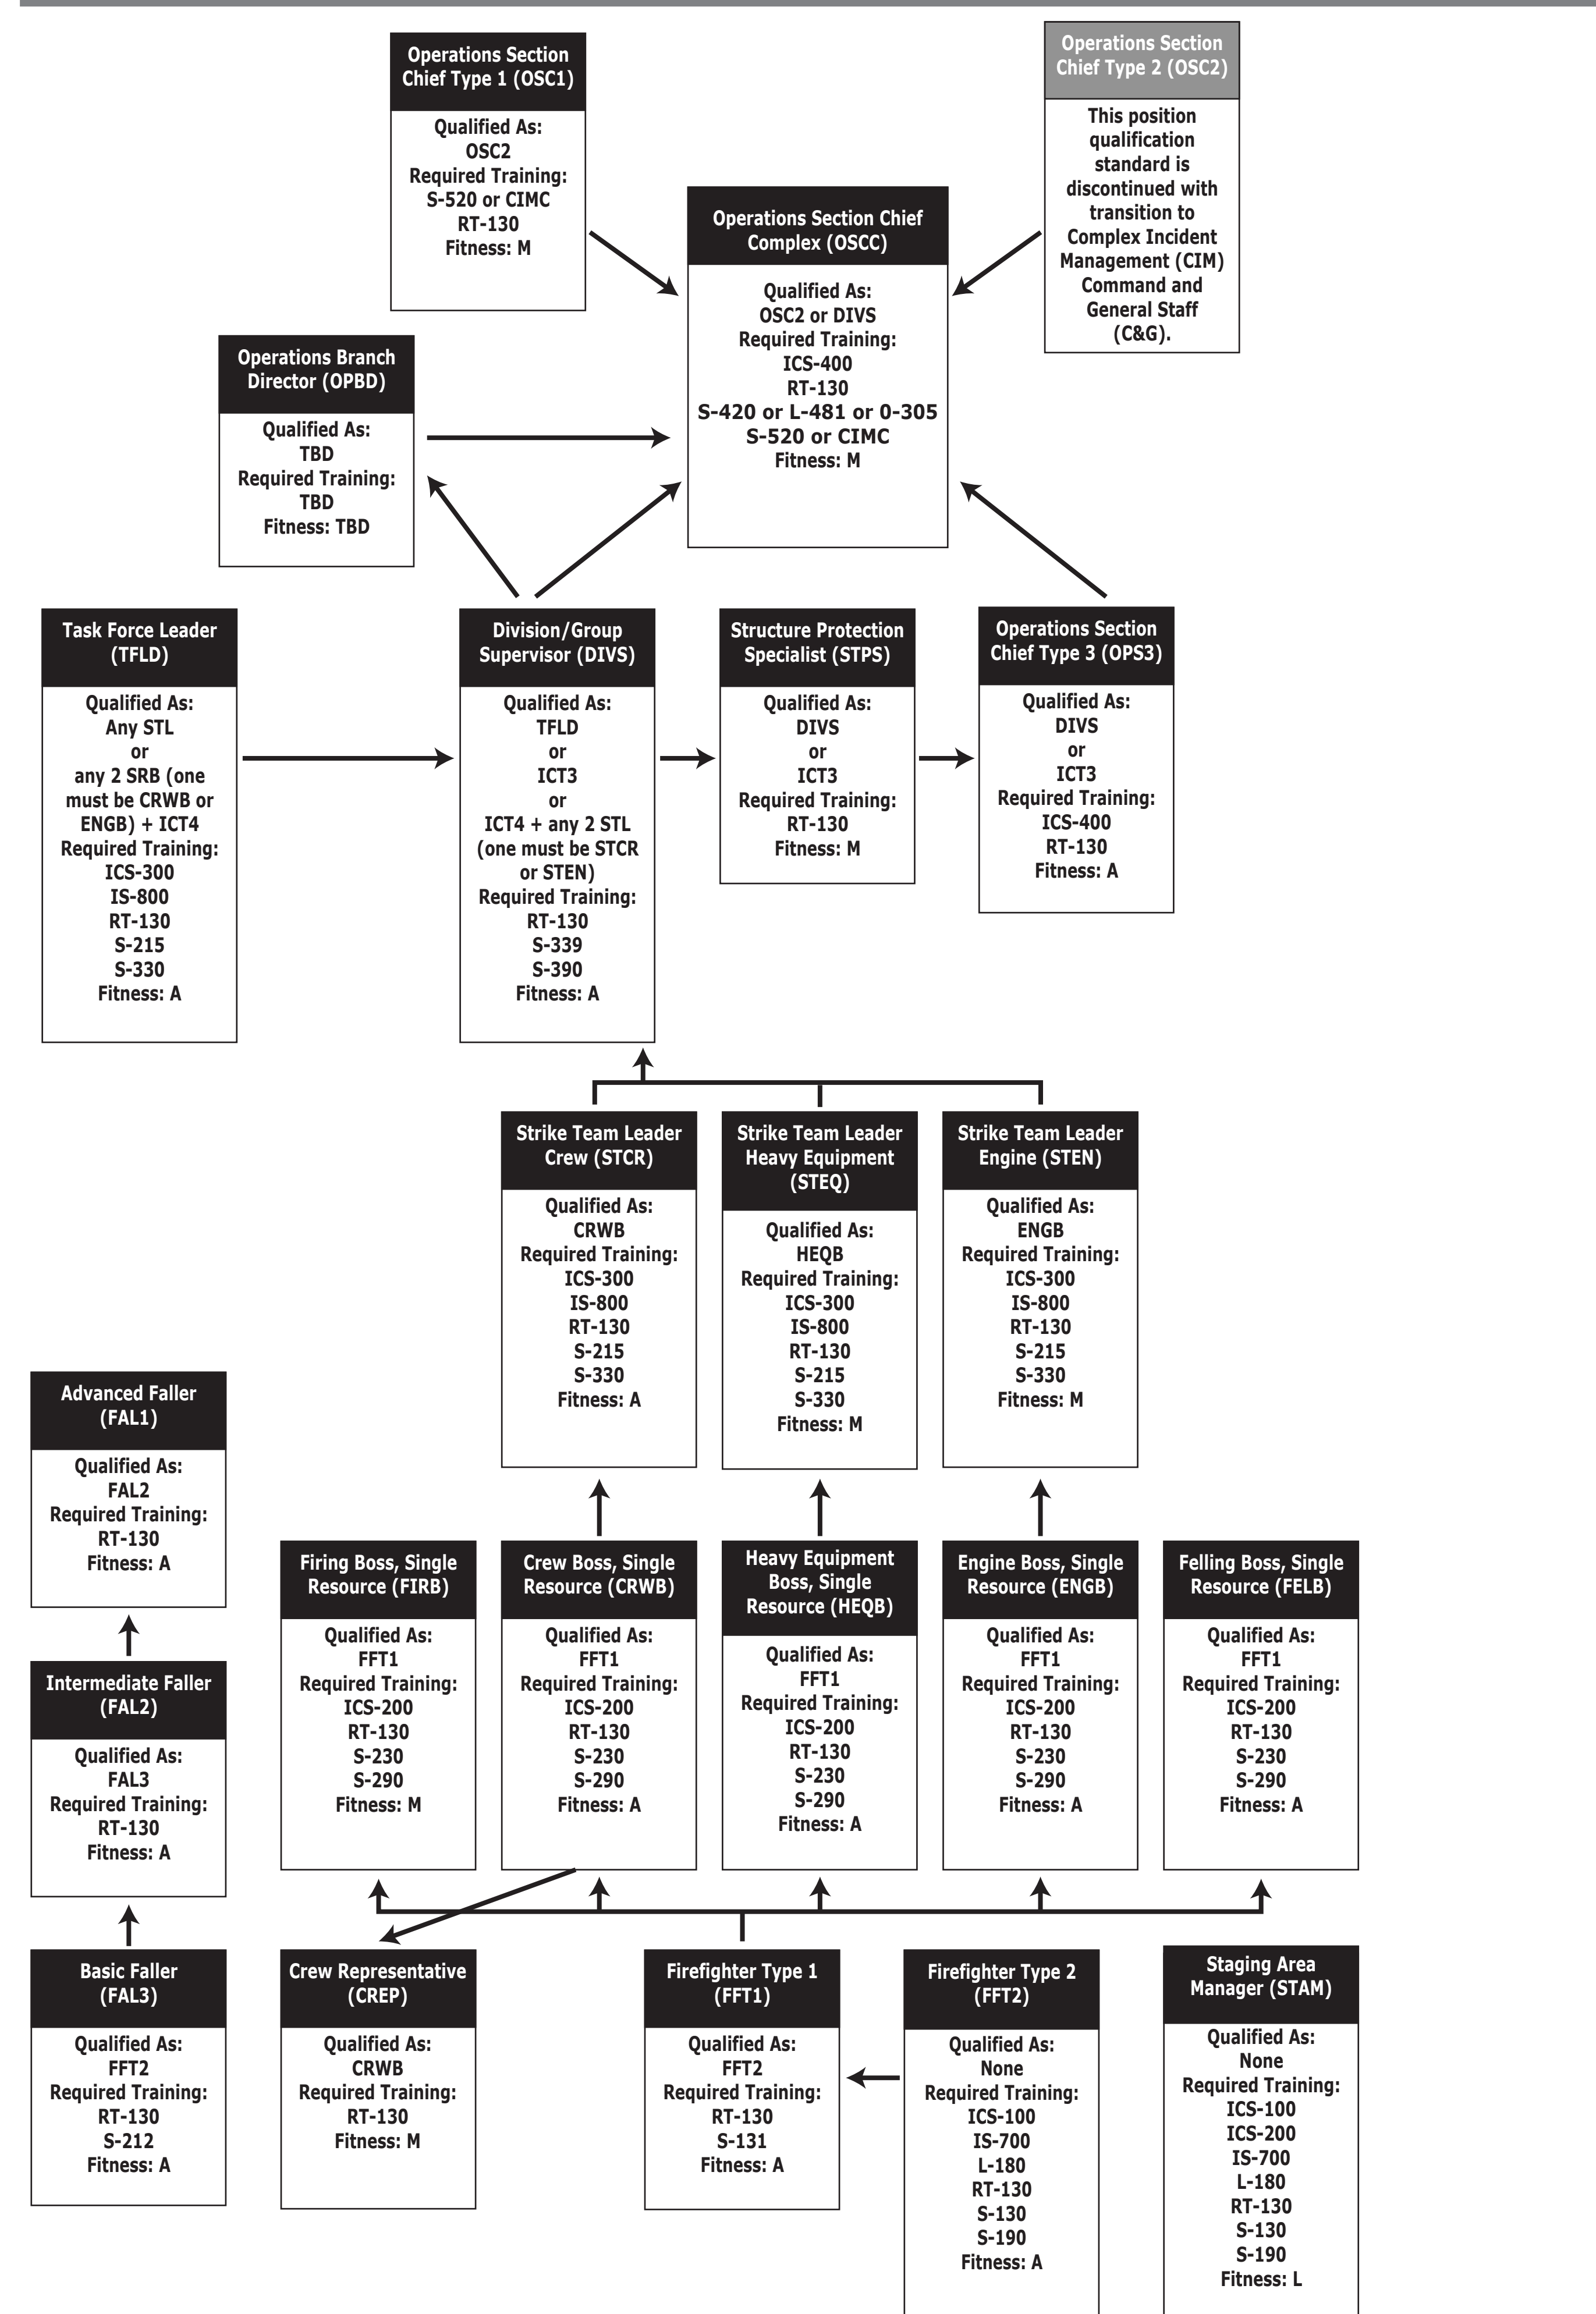 Operations Section
Chief Type 1 (OSC1)
Qualified As:
OSC2
Required Training:
S-520 or CIMC
RT-130
Fitness: M
Operations Section
Chief Type 2 (OSC2)
This position
qualification
standard is
discontinued with
transition to
Complex Incident
Management (CIM)
Command and
General Staff
(C&G).
Operations Section Chief
Complex (OSCC)
Qualified As:
OSC2 or DIVS
Required Training:
ICS-400
RT-130
S-420 or L-481 or 0-305
S-520 or CIMC
Fitness: M
Operations Branch
Director (OPBD)
Qualified As:
TBD
Required Training:
TBD
Fitness: TBD
Task Force Leader
(TFLD)
Qualified As:
Any STL
or
any 2 SRB (one
must be CRWB or
ENGB) + ICT4
Required Training:
ICS-300
IS-800
RT-130
S-215
S-330
Fitness: A
Division/Group
Supervisor (DIVS)
Qualified As:
TFLD
or
ICT3
or
ICT4 + any 2 STL
(one must be STCR
or STEN)
Required Training:
RT-130
S-339
S-390
Fitness: A
Structure Protection
Specialist (STPS)
Qualified As:
DIVS
or
ICT3
Required Training:
RT-130
Fitness: M
Operations Section
Chief Type 3 (OPS3)
Qualified As:
DIVS
or
ICT3
Required Training:
ICS-400
RT-130
Fitness: A
Strike Team Leader
Crew (STCR)
Qualified As:
CRWB
Required Training:
ICS-300
IS-800
RT-130
S-215
S-330
Fitness: A
Strike Team Leader
Heavy Equipment
(STEQ)
Qualified As:
HEQB
Required Training:
ICS-300
IS-800
RT-130
S-215
S-330
Fitness: M
Strike Team Leader
Engine (STEN)
Qualified As:
ENGB
Required Training:
ICS-300
IS-800
RT-130
S-215
S-330
Fitness: M
Advanced Faller
(FAL1)
Qualified As:
FAL2
Required Training:
RT-130
Fitness: A
Intermediate Faller
(FAL2)
Qualified As:
FAL3
Required Training:
RT-130
Fitness: A
Firing Boss, Single
Resource (FIRB)
Qualified As:
FFT1
Required Training:
ICS-200
RT-130
S-230
S-290
Fitness: M
Crew Boss, Single
Resource (CRWB)
Qualified As:
FFT1
Required Training:
ICS-200
RT-130
S-230
S-290
Fitness: A
Heavy Equipment
Boss, Single
Resource (HEQB)
Qualified As:
FFT1
Required Training:
ICS-200
RT-130
S-230
S-290
Fitness: A
Engine Boss, Single
Resource (ENGB)
Qualified As:
FFT1
Required Training:
ICS-200
RT-130
S-230
S-290
Fitness: A
Felling Boss, Single
Resource (FELB)
Qualified As:
FFT1
Required Training:
ICS-200
RT-130
S-230
S-290
Fitness: A
Basic Faller
(FAL3)
Qualified As:
FFT2
Required Training:
RT-130
S-212
Fitness: A
Crew Representative
(CREP)
Qualified As:
CRWB
Required Training:
RT-130
Fitness: M
Firefighter Type 1
(FFT1)
Qualified As:
FFT2
Required Training:
RT-130
S-131
Fitness: A
Firefighter Type 2
(FFT2)
Qualified As:
None
Required Training:
ICS-100
IS-700
L-180
RT-130
S-130
S-190
Fitness: A
Staging Area
Manager (STAM)
Qualified As:
None
Required Training:
ICS-100
ICS-200
IS-700
L-180
RT-130
S-130
S-190
Fitness: L